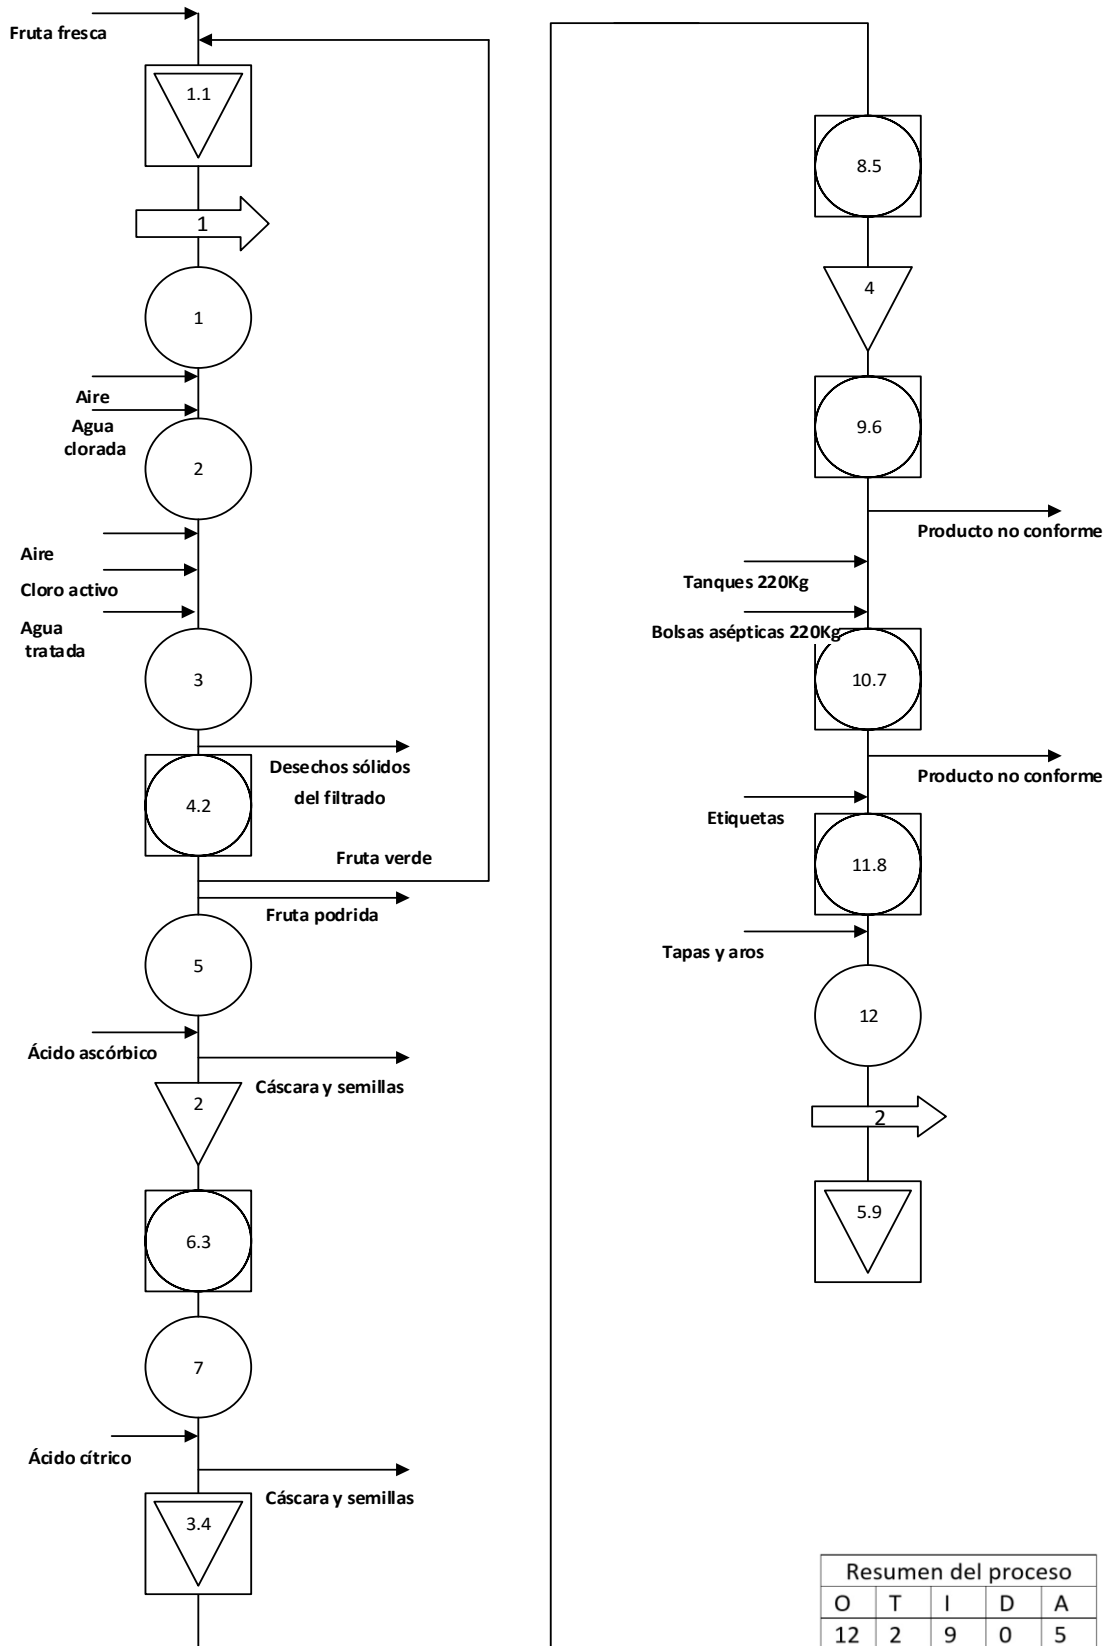 Fruta fresca
1.1
1
1
Aire
Agua
clorada
2
Aire
Cloro activo
Agua
tratada
3
Desechos sólidos
del filtrado
4.2
Fruta verde
Fruta podrida
5
Ácido ascórbico
Cáscara y semillas
2
6.3
7
Ácido cítrico
Cáscara y semillas
3.4
8.5
4
9.6
Producto no conforme
Tanques 220Kg
Bolsas asépticas 220Kg
10.7
Producto no conforme
Etiquetas
11.8
Tapas y aros
12
2
5.9
Resumen del proceso
O T I D A
12 2 9 0 5